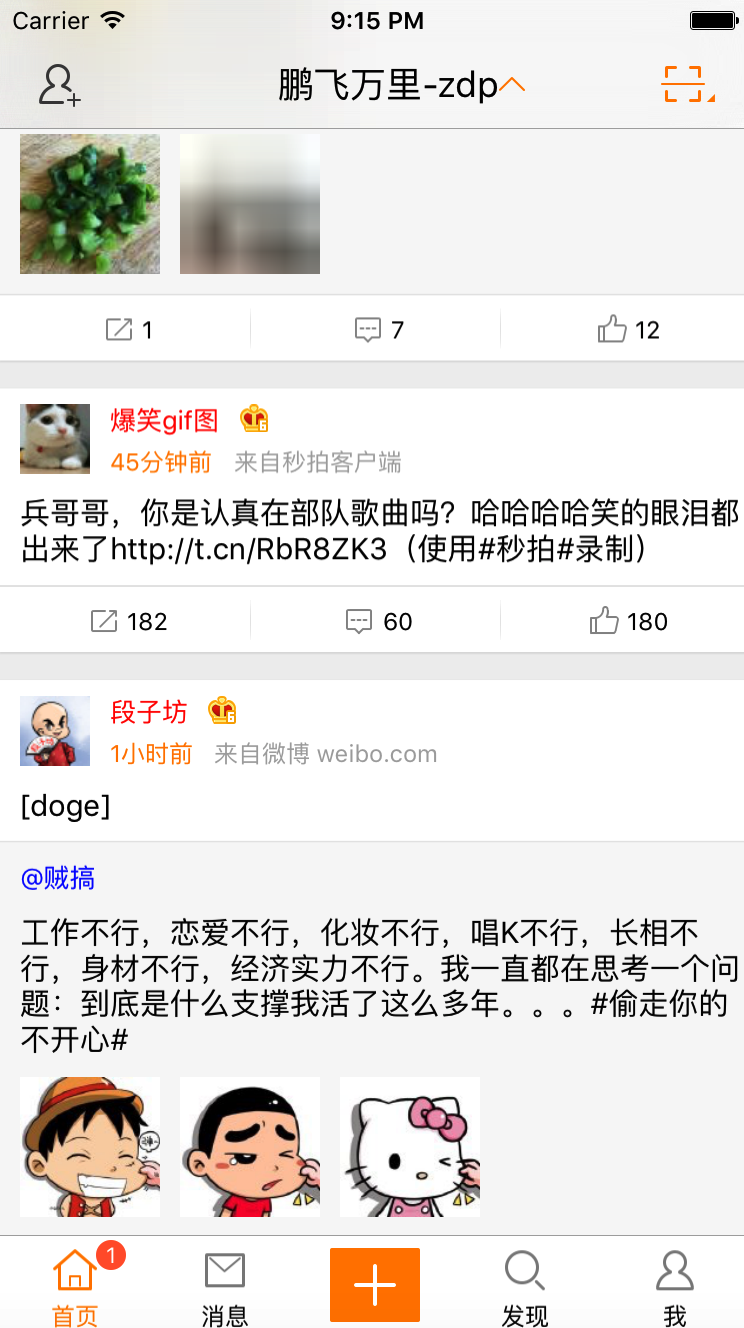 Carrier 9:15 PM
鹏飞万里-zdp
1 7 12
爆笑gif图
45分钟前 来自秒拍客户端
兵哥哥，你是认真在部队歌曲吗？哈哈哈哈笑的眼泪都
出来了http://t.cn/RbR8ZK3（使用#秒拍#录制）
182 60 180
段子坊
1小时前 来自微博 weibo.com
[doge]
@贼搞
工作不行，恋爱不行，化妆不行，唱K不行，长相不
行，身材不行，经济实力不行。我一直都在思考一个问
题：到底是什么支撑我活了这么多年。。。#偷走你的
不开心#
1
首页 消息 发现 我